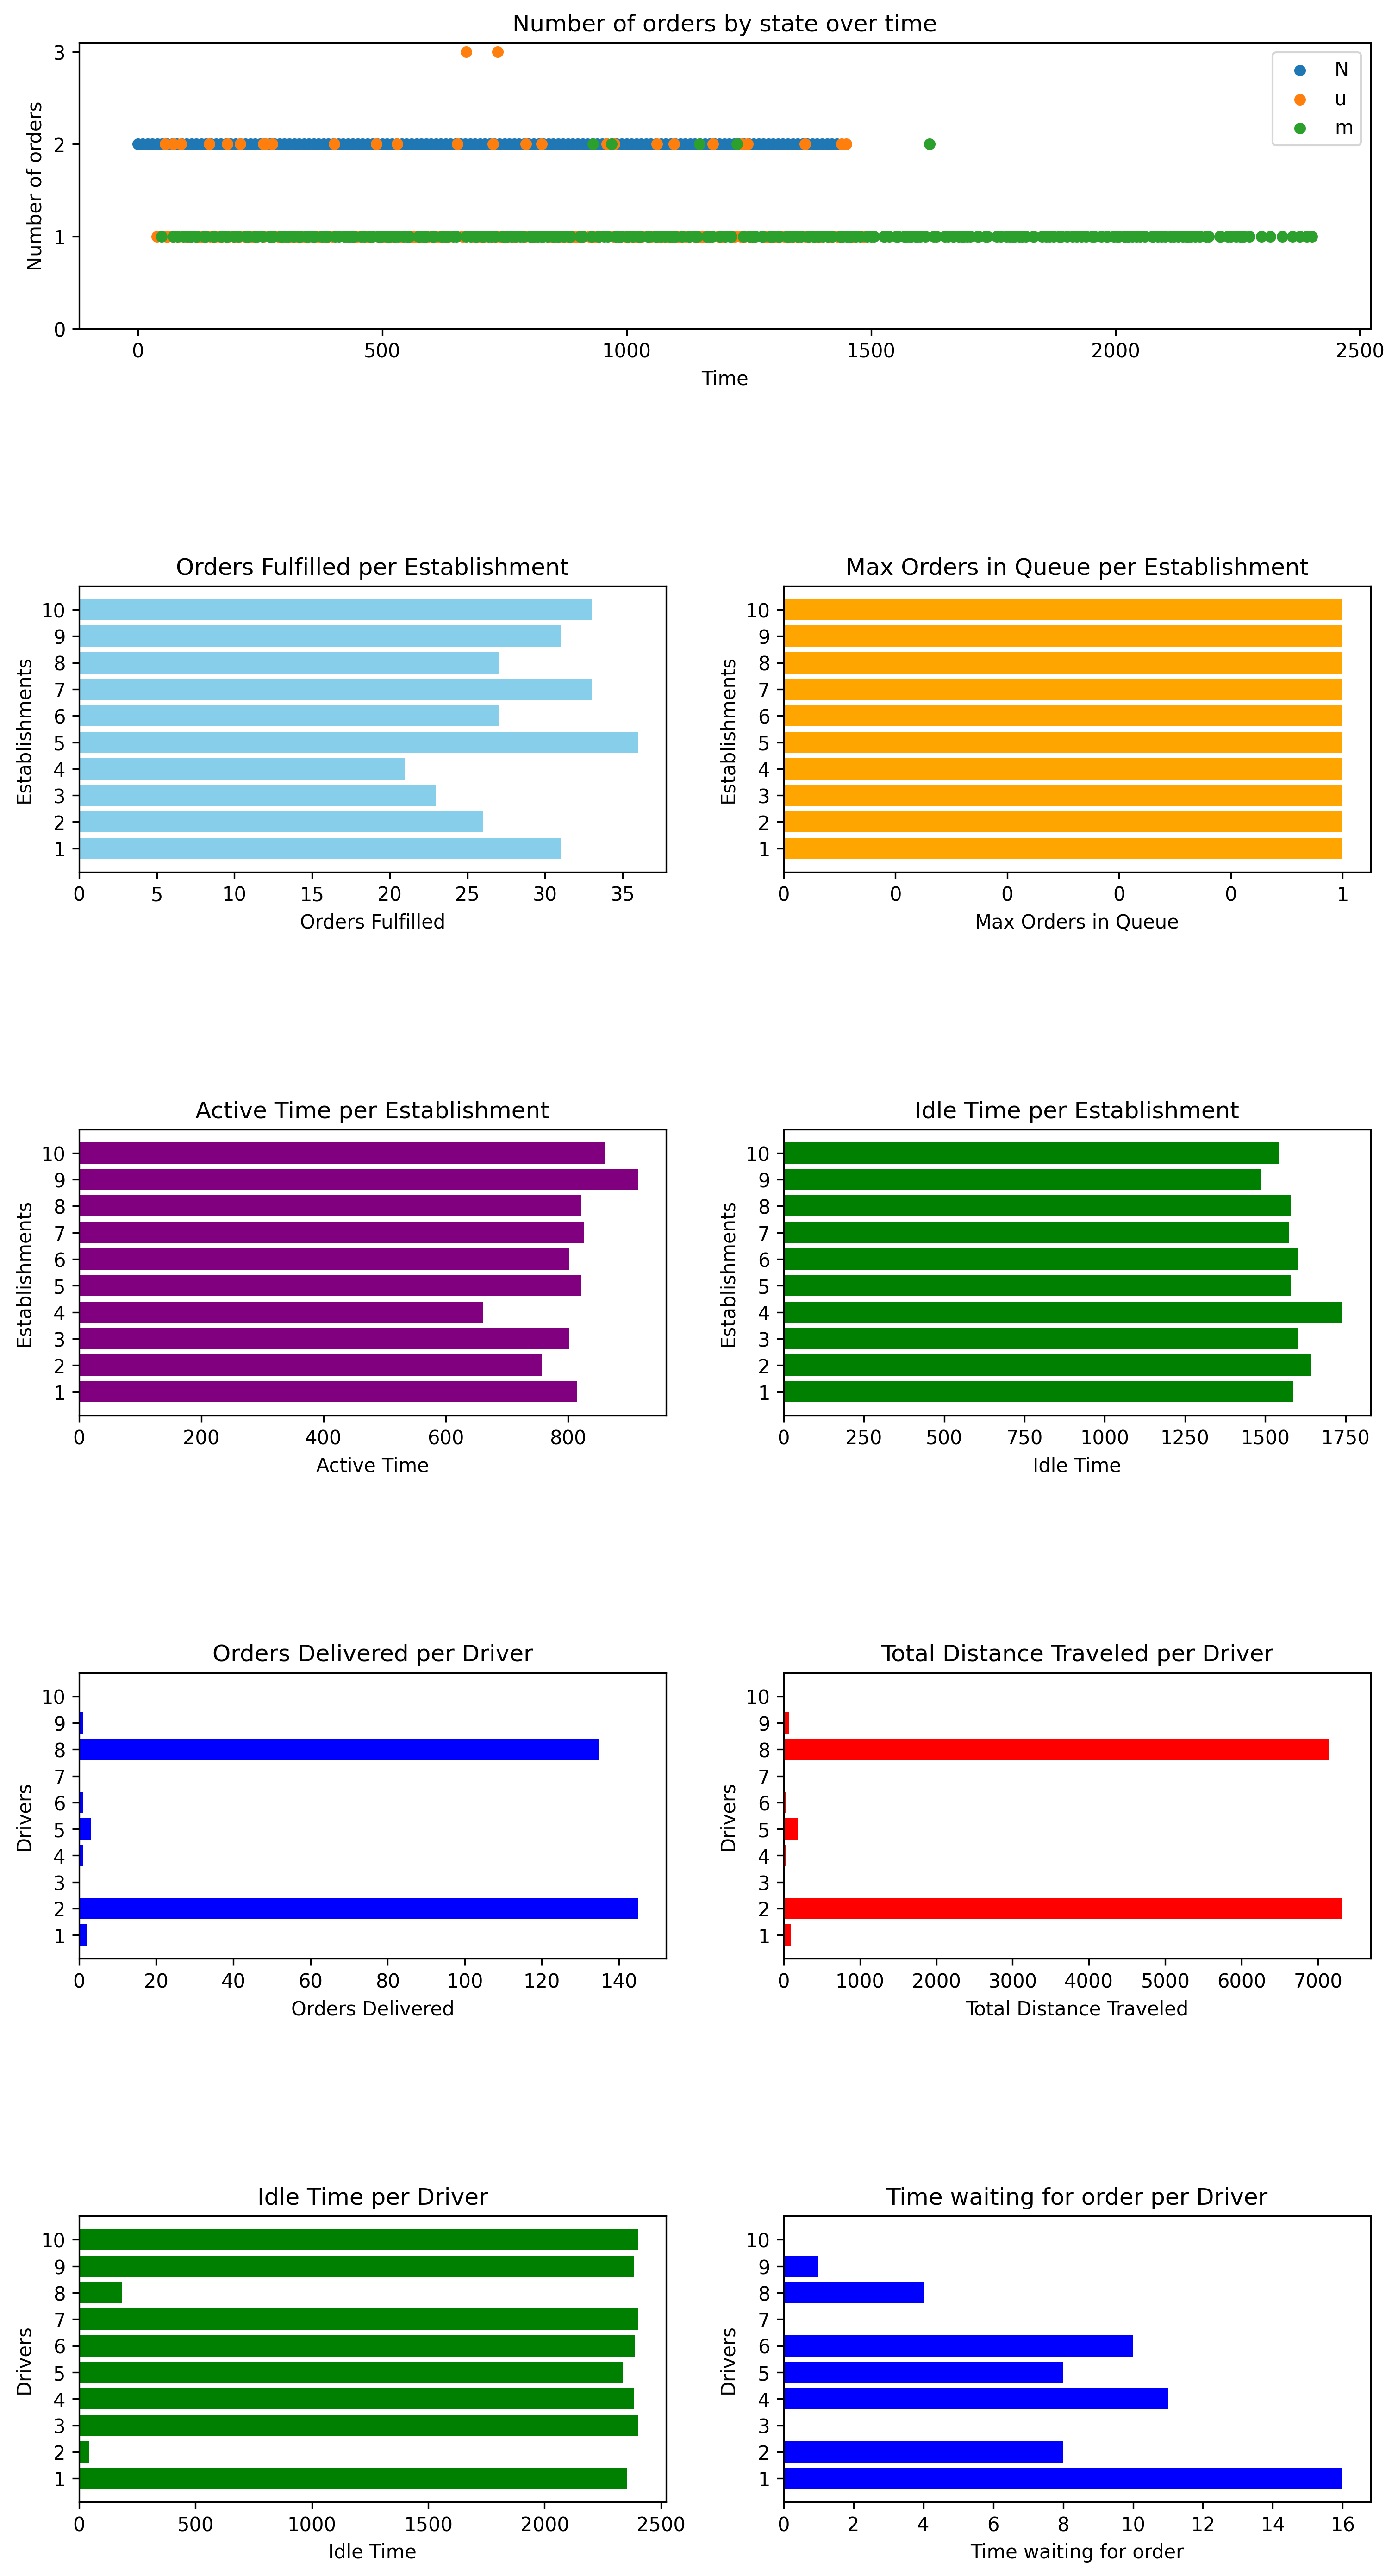 Number of orders by state over time
Number of orders
3
2
1
0
N
u
m
0 500 1000 1500 2000 2500
Time
Orders Fulfilled per Establishment
Establishments
10
9
8
7
6
5
4
3
2
1
0 5 10 15 20 25 30 35
Orders Fulfilled
Max Orders in Queue per Establishment
Establishments
10
9
8
7
6
5
4
3
2
1
0 0 0 0 0 1
Max Orders in Queue
Active Time per Establishment
Establishments
10
9
8
7
6
5
4
3
2
1
0 200 400 600 800
Active Time
Idle Time per Establishment
Establishments
10
9
8
7
6
5
4
3
2
1
0 250 500 750 1000 1250 1500 1750
Idle Time
Orders Delivered per Driver
Drivers
10
9
8
7
6
5
4
3
2
1
0 20 40 60 80 100 120 140
Orders Delivered
Total Distance Traveled per Driver
Drivers
10
9
8
7
6
5
4
3
2
1
0 1000 2000 3000 4000 5000 6000 7000
Total Distance Traveled
Idle Time per Driver
Drivers
10
9
8
7
6
5
4
3
2
1
0 500 1000 1500 2000 2500
Idle Time
Time waiting for order per Driver
Drivers
10
9
8
7
6
5
4
3
2
1
0 2 4 6 8 10 12 14 16
Time waiting for order